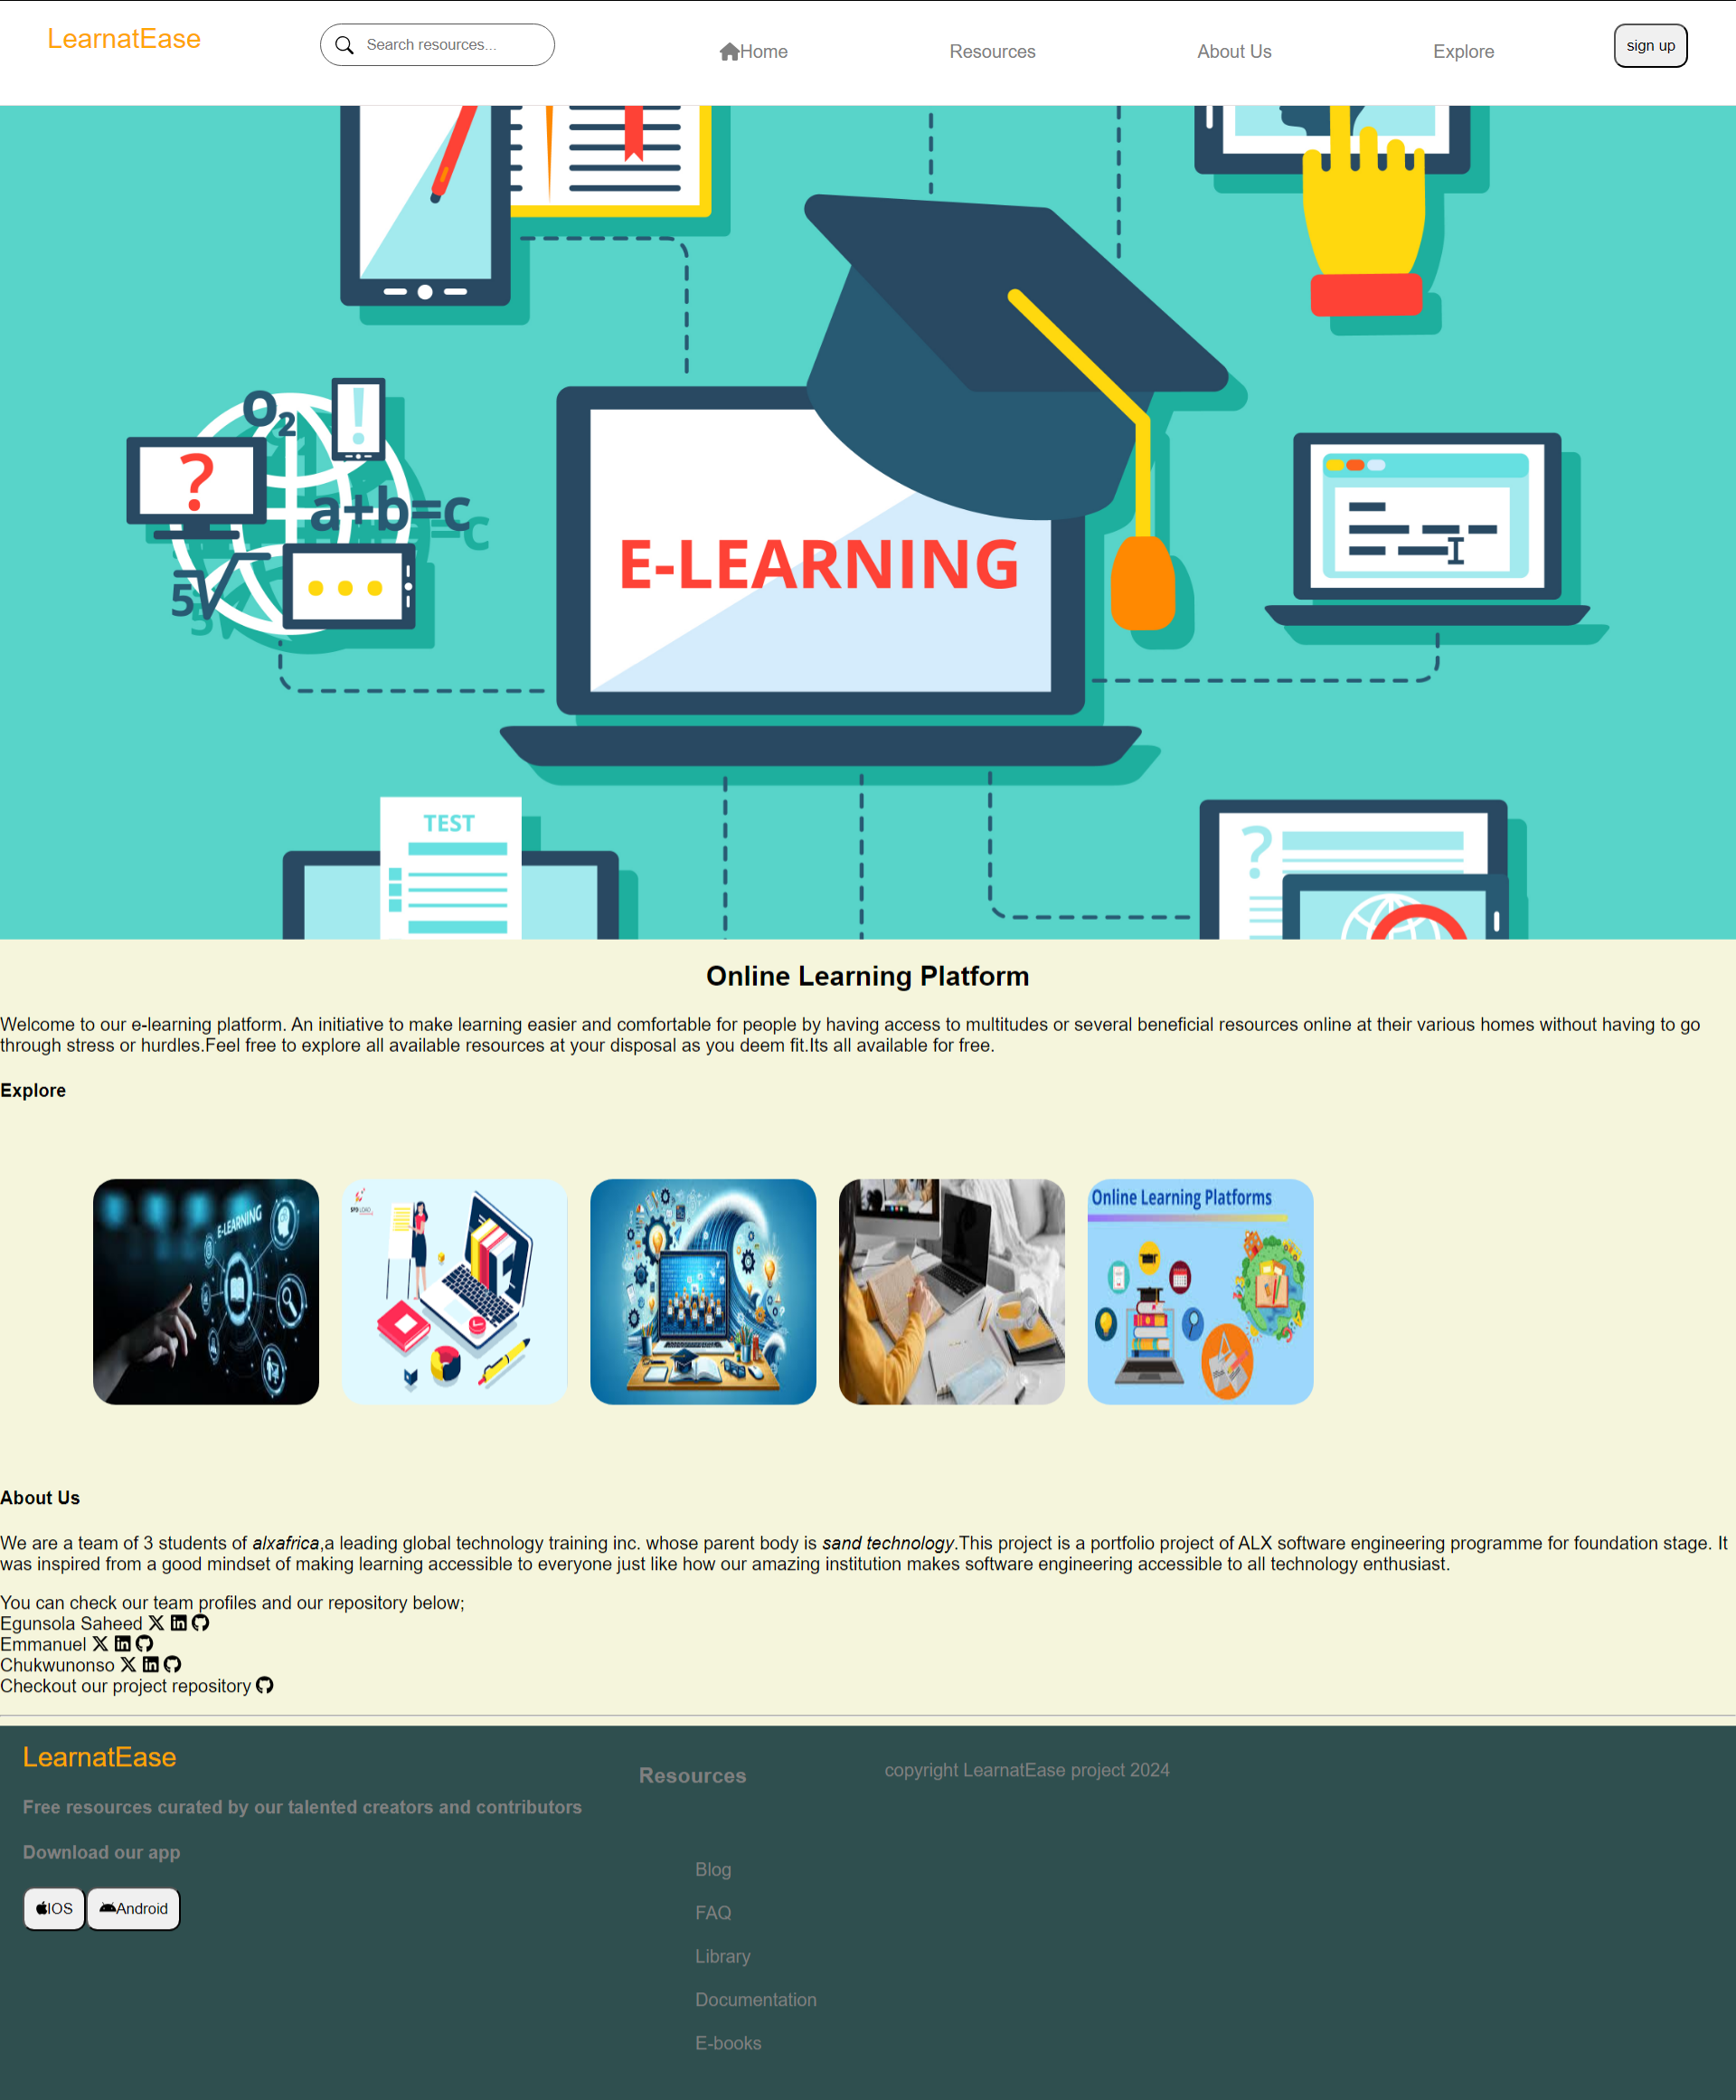 LearnatEase
Search resources...
Home
Resources
About Us
Explore
sign up
O2
?
!
a+b=c
5√
E-LEARNING
TEST
?
Online Learning Platform
Welcome to our e-learning platform. An initiative to make learning easier and comfortable for people by having access to multitudes or several beneficial resources online at their various homes without having to go
through stress or hurdles.Feel free to explore all available resources at your disposal as you deem fit.Its all available for free.
Explore
E-LEARNING
Online Learning Platforms
About Us
We are a team of 3 students of alxafrica,a leading global technology training inc. whose parent body is sand technology.This project is a portfolio project of ALX software engineering programme for foundation stage. It
was inspired from a good mindset of making learning accessible to everyone just like how our amazing institution makes software engineering accessible to all technology enthusiast.
You can check our team profiles and our repository below;
Egunsola Saheed
Emmanuel
Chukwunonso
Checkout our project repository
LearnatEase
Free resources curated by our talented creators and contributors
Download our app
IOS
Android
Resources
Blog
FAQ
Library
Documentation
E-books
copyright LearnatEase project 2024